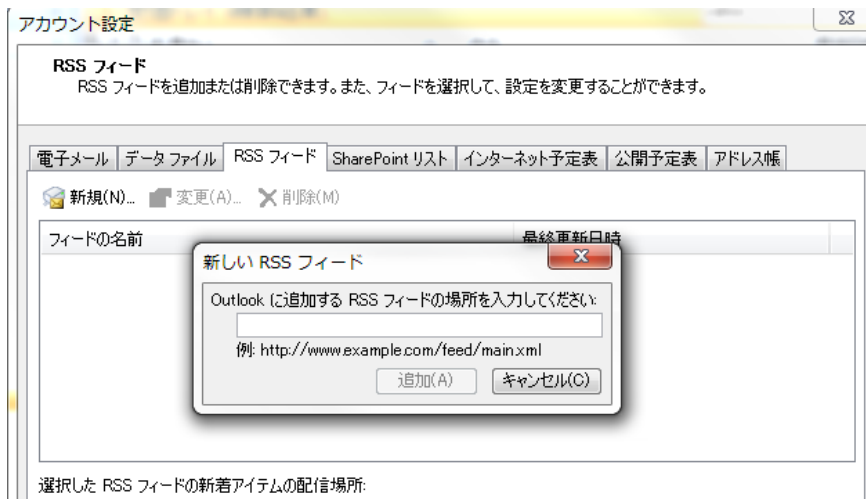 アカウント設定
RSS フィード
RSS フィードを追加または削除できます。また、フィードを選択して、設定を変更することができます。
電子メール データ ファイル RSS フィード SharePoint リスト インターネット予定表 公開予定表 アドレス帳
新規(N)... 変更(A)... 削除(M)
フィードの名前 最終更新日時
新しい RSS フィード
Outlook に追加する RSS フィードの場所を入力してください:
例: http://www.example.com/feed/main.xml
追加(A) キャンセル(C)
選択した RSS フィードの新着アイテムの配信場所: